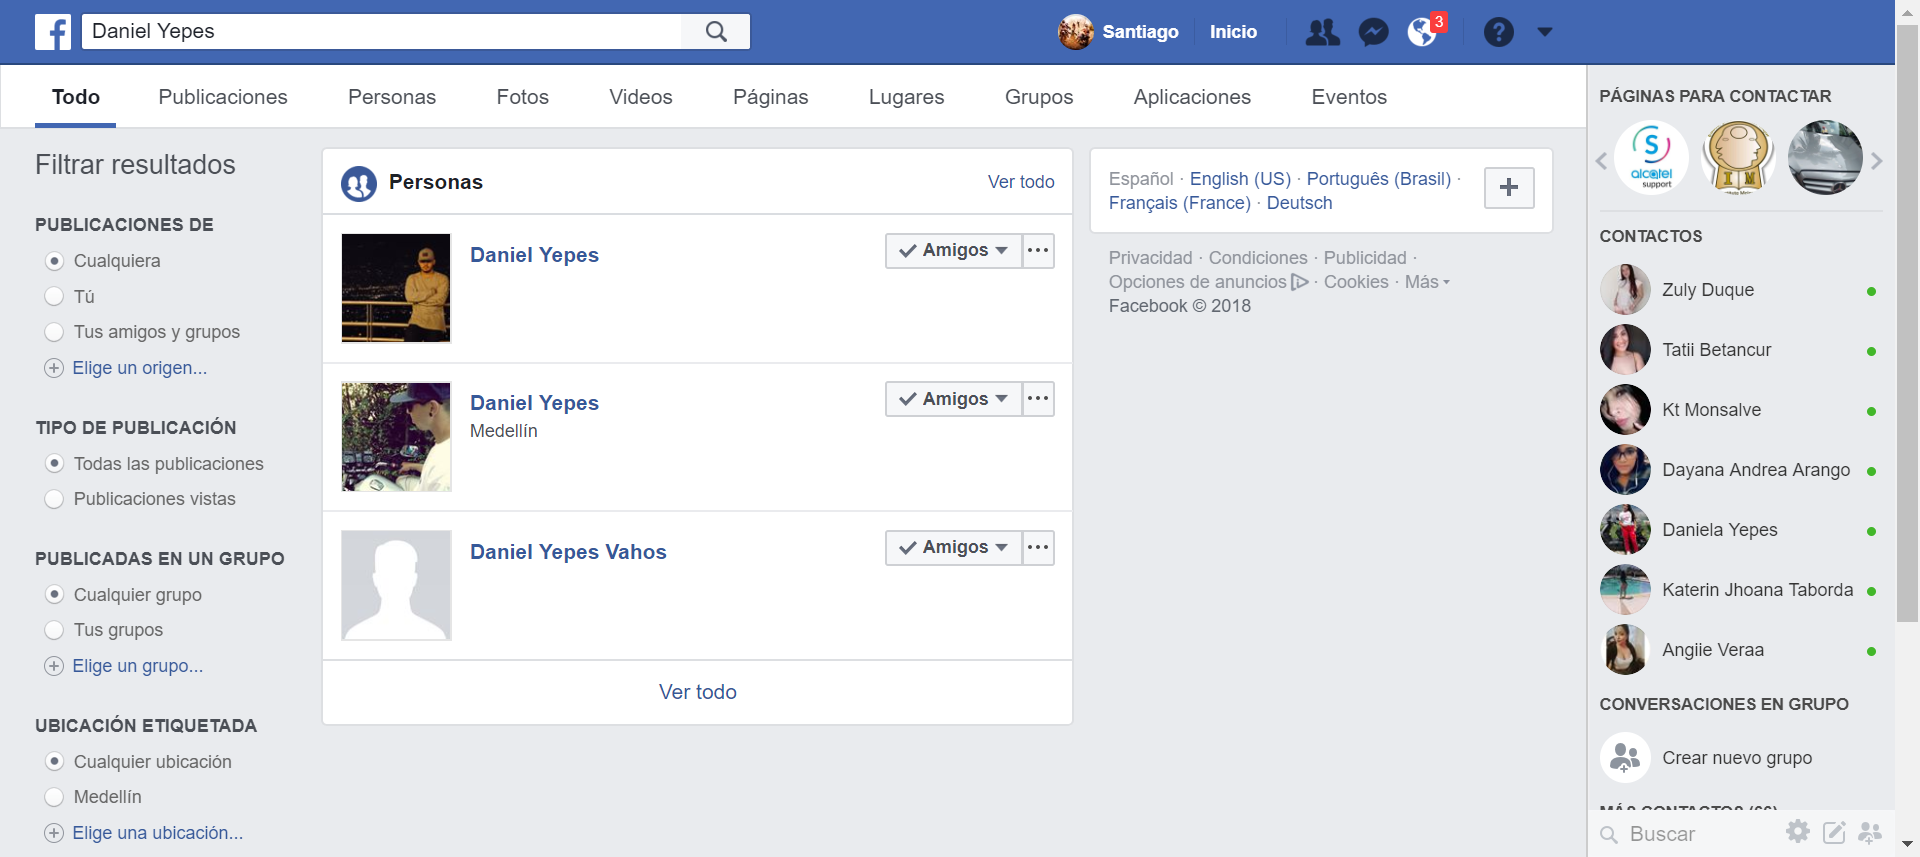 Daniel Yepes
Santiago
Inicio
3
Todo
Publicaciones
Personas
Fotos
Videos
Páginas
Lugares
Grupos
Aplicaciones
Eventos
Filtrar resultados
PUBLICACIONES DE
Cualquiera
Tú
Tus amigos y grupos
Elige un origen...
TIPO DE PUBLICACIÓN
Todas las publicaciones
Publicaciones vistas
PUBLICADAS EN UN GRUPO
Cualquier grupo
Tus grupos
Elige un grupo...
UBICACIÓN ETIQUETADA
Cualquier ubicación
Medellín
Elige una ubicación...
Personas
Ver todo
Daniel Yepes
Amigos
Daniel Yepes
Medellín
Amigos
Daniel Yepes Vahos
Amigos
Ver todo
Español · English (US) · Português (Brasil) ·
Français (France) · Deutsch
Privacidad · Condiciones · Publicidad ·
Opciones de anuncios · Cookies · Más
Facebook © 2018
PÁGINAS PARA CONTACTAR
S
alcatel
support
I M
CONTACTOS
Zuly Duque
Tatii Betancur
Kt Monsalve
Dayana Andrea Arango
Daniela Yepes
Katerin Jhoana Taborda
Angiie Veraa
CONVERSACIONES EN GRUPO
Crear nuevo grupo
MÁS CONTACTOS (66)
Buscar